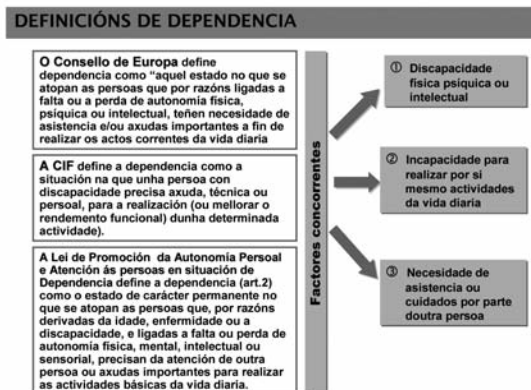 DEFINICIÓNS DE DEPENDENCIA
O Consello de Europa define
dependencia como “aquel estado no que se
atopan as persoas que por razóns ligadas a
falta ou a perda de autonomía física,
psíquica ou intelectual, teñen necesidade de
asistencia e/ou axudas importantes a fin de
realizar os actos correntes da vida diaria
A CIF define a dependencia como a
situación na que unha persoa con
discapacidade precisa axuda, técnica ou
persoal, para a realización (ou mellorar o
rendemento funcional) dunha determinada
actividade).
A Lei de Promoción da Autonomía Persoal
e Atención ás persoas en situación de
Dependencia define a dependencia (art.2)
como o estado de carácter permanente no
que se atopan as persoas que, por razóns
derivadas da idade, enfermidade ou a
discapacidade, e ligadas a falta ou perda de
autonomía física, mental, intelectual ou
sensorial, precisan da atención de outra
persoa ou axudas importantes para realizar
as actividades básicas da vida diaria.
Factores concorrentes
① Discapacidade
física psíquica ou
intelectual
② Incapacidade para
realizar por si
mesmo actividades
da vida diaria
③ Necesidade de
asistencia ou
cuidados por parte
doutra persoa